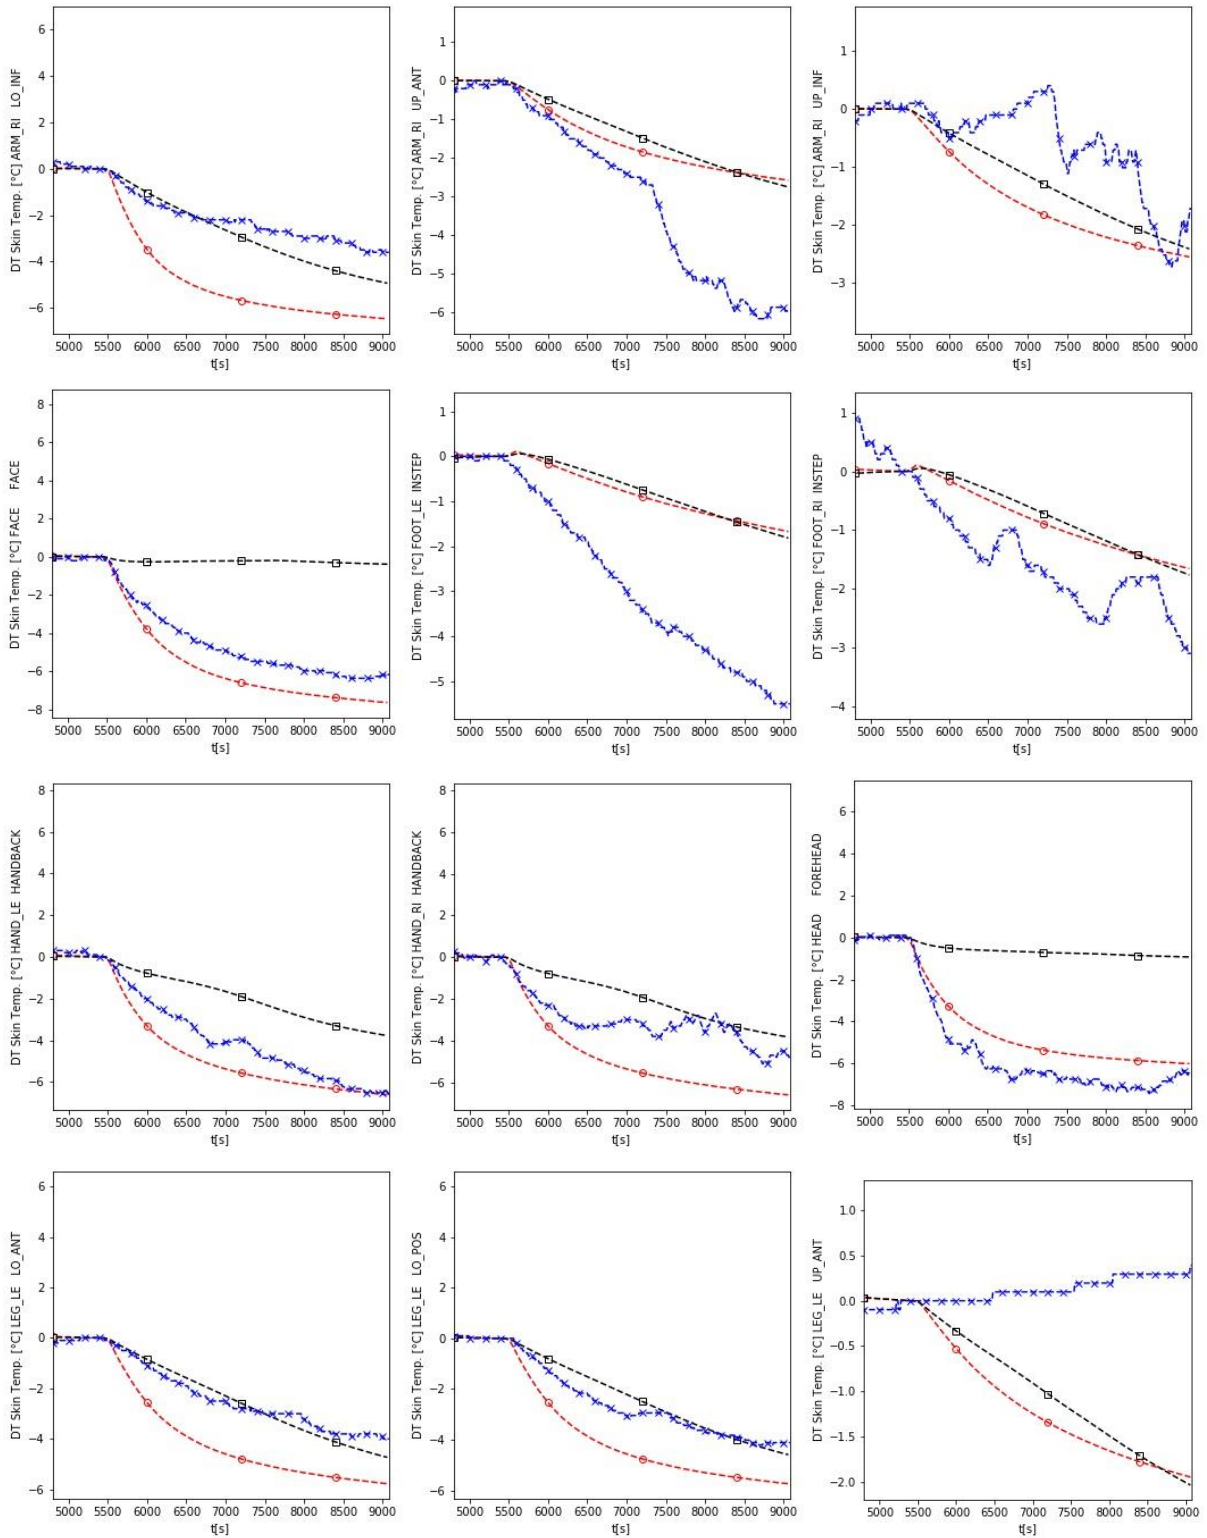 DT Skin Temp. [°C] ARM_RI LO_INF
6
4
2
0
−2
−4
−6
5000 5500 6000 6500 7000 7500 8000 8500 9000
t[s]
DT Skin Temp. [°C] ARM_RI UP_ANT
1
0
−1
−2
−3
−4
−5
−6
5000 5500 6000 6500 7000 7500 8000 8500 9000
t[s]
DT Skin Temp. [°C] ARM_RI UP_INF
1
0
−1
−2
−3
5000 5500 6000 6500 7000 7500 8000 8500 9000
t[s]
DT Skin Temp. [°C] FACE FACE
8
6
4
2
0
−2
−4
−6
−8
5000 5500 6000 6500 7000 7500 8000 8500 9000
t[s]
DT Skin Temp. [°C] FOOT_LE INSTEP
1
0
−1
−2
−3
−4
−5
5000 5500 6000 6500 7000 7500 8000 8500 9000
t[s]
DT Skin Temp. [°C] FOOT_RI INSTEP
1
0
−1
−2
−3
−4
5000 5500 6000 6500 7000 7500 8000 8500 9000
t[s]
DT Skin Temp. [°C] HAND_LE HANDBACK
8
6
4
2
0
−2
−4
−6
5000 5500 6000 6500 7000 7500 8000 8500 9000
t[s]
DT Skin Temp. [°C] HAND_RI HANDBACK
8
6
4
2
0
−2
−4
−6
5000 5500 6000 6500 7000 7500 8000 8500 9000
t[s]
DT Skin Temp. [°C] HEAD FOREHEAD
6
4
2
0
−2
−4
−6
−8
5000 5500 6000 6500 7000 7500 8000 8500 9000
t[s]
DT Skin Temp. [°C] LEG_LE LO_ANT
6
4
2
0
−2
−4
−6
5000 5500 6000 6500 7000 7500 8000 8500 9000
t[s]
DT Skin Temp. [°C] LEG_LE LO_POS
6
4
2
0
−2
−4
−6
5000 5500 6000 6500 7000 7500 8000 8500 9000
t[s]
DT Skin Temp. [°C] LEG_LE UP_ANT
1.0
0.5
0.0
−0.5
−1.0
−1.5
−2.0
5000 5500 6000 6500 7000 7500 8000 8500 9000
t[s]